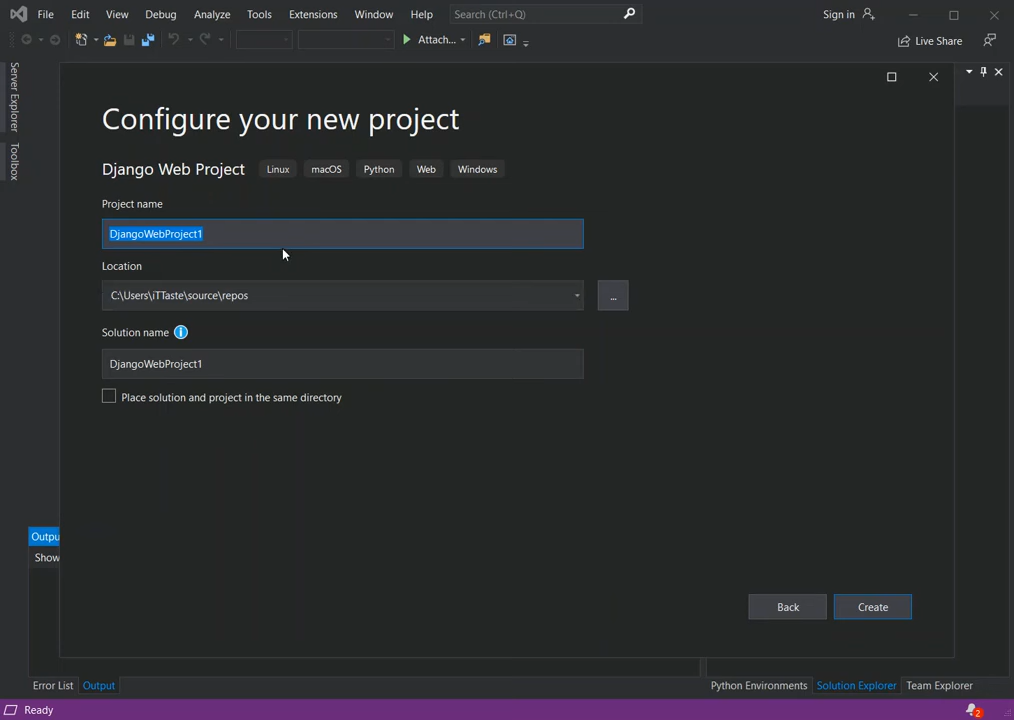 File Edit View Debug Analyze Tools Extensions Window Help Search (Ctrl+Q) Sign in
Attach... Live Share
Server Explorer
Toolbox
Configure your new project
Django Web Project Linux macOS Python Web Windows
Project name
DjangoWebProject1
Location
C:\Users\iTTaste\source\repos
...
Solution name
DjangoWebProject1
Place solution and project in the same directory
Outpu
Show
Back Create
Error List Output Python Environments Solution Explorer Team Explorer
Ready 2